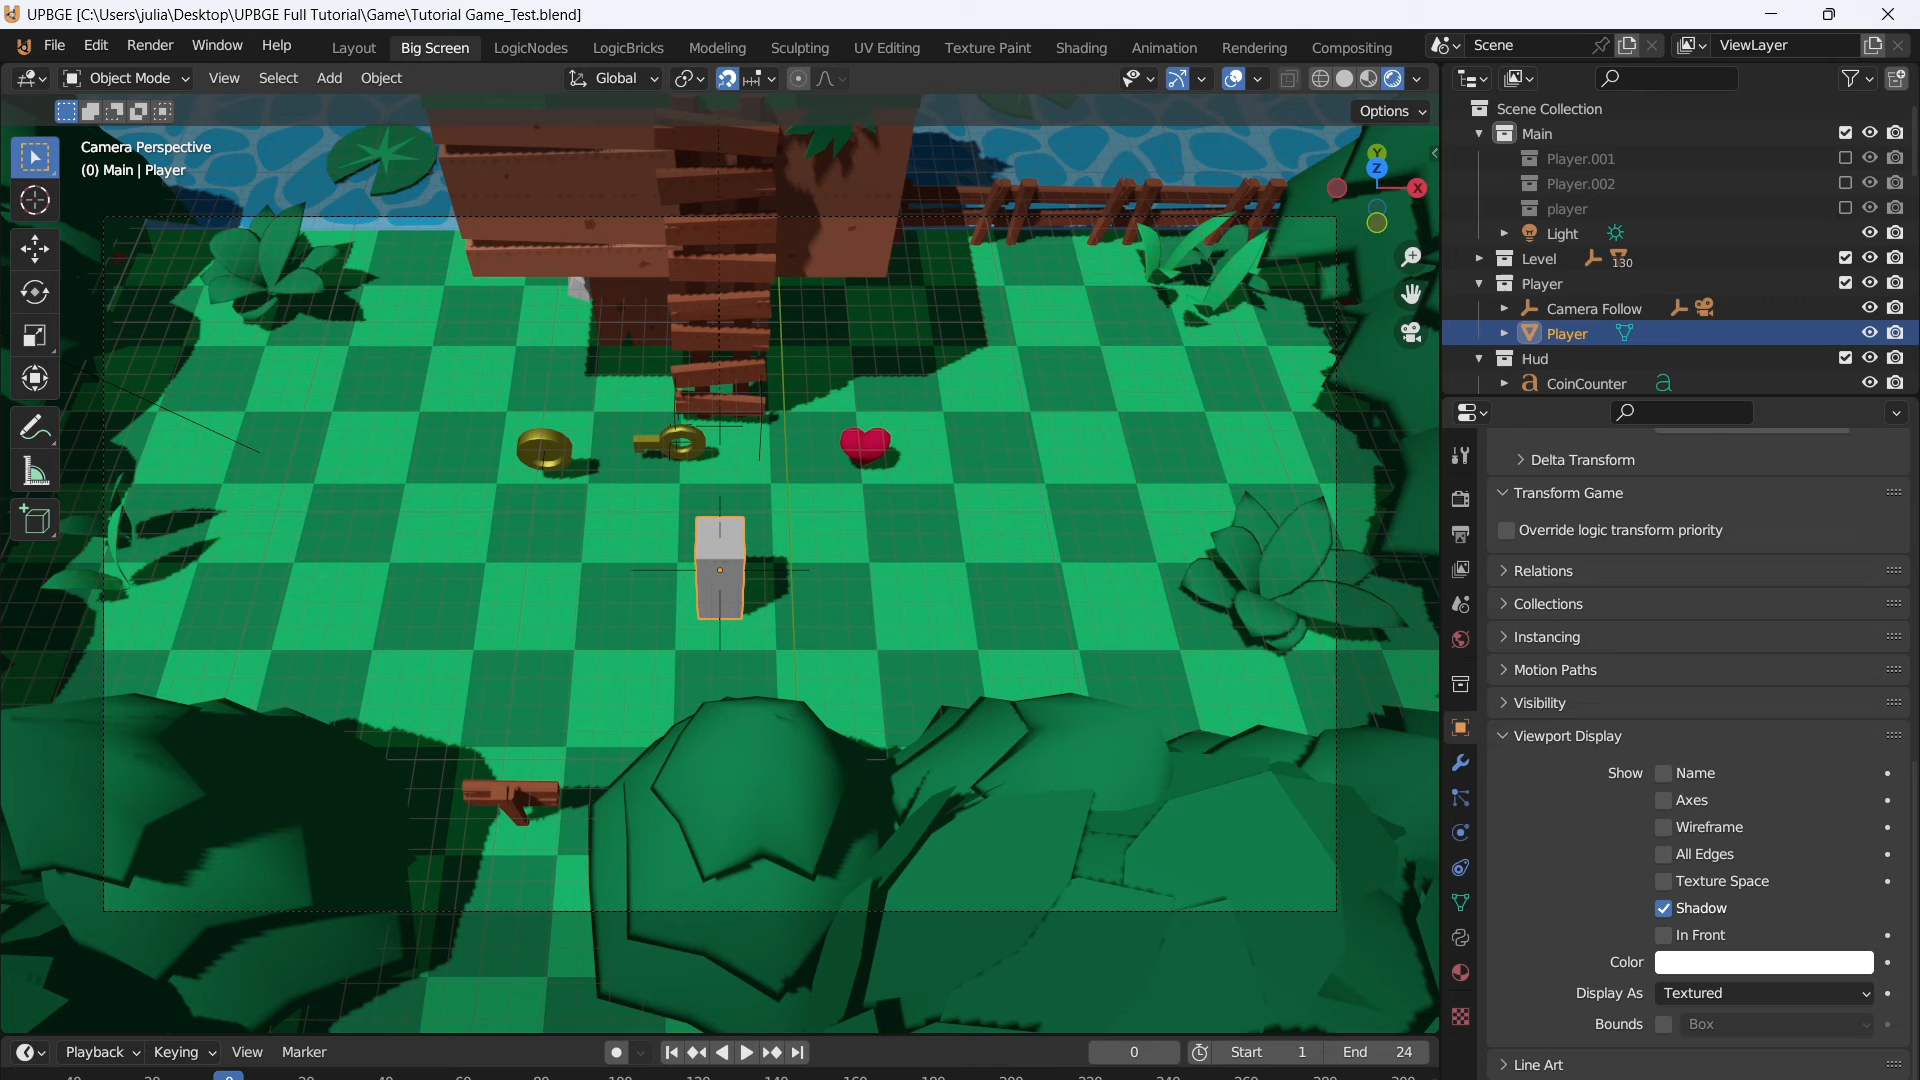 UPBGE [C:\Users\julia\Desktop\UPBGE Full Tutorial\Game\Tutorial Game_Test.blend]
File Edit Render Window Help Layout Big Screen LogicNodes LogicBricks Modeling Sculpting UV Editing Texture Paint Shading Animation Rendering Compositing Scene ViewLayer
Object Mode View Select Add Object Global
Options
Camera Perspective
(0) Main | Player
Y
Z
X
Scene Collection
Main
Player.001
Player.002
player
Light
Level 130
Player
Camera Follow
Player
Hud
CoinCounter
Delta Transform
Transform Game
Override logic transform priority
Relations
Collections
Instancing
Motion Paths
Visibility
Viewport Display
Show Name
Axes
Wireframe
All Edges
Texture Space
Shadow
In Front
Color
Display As Textured
Bounds Box
Line Art
Playback Keying View Marker 0 Start 1 End 24